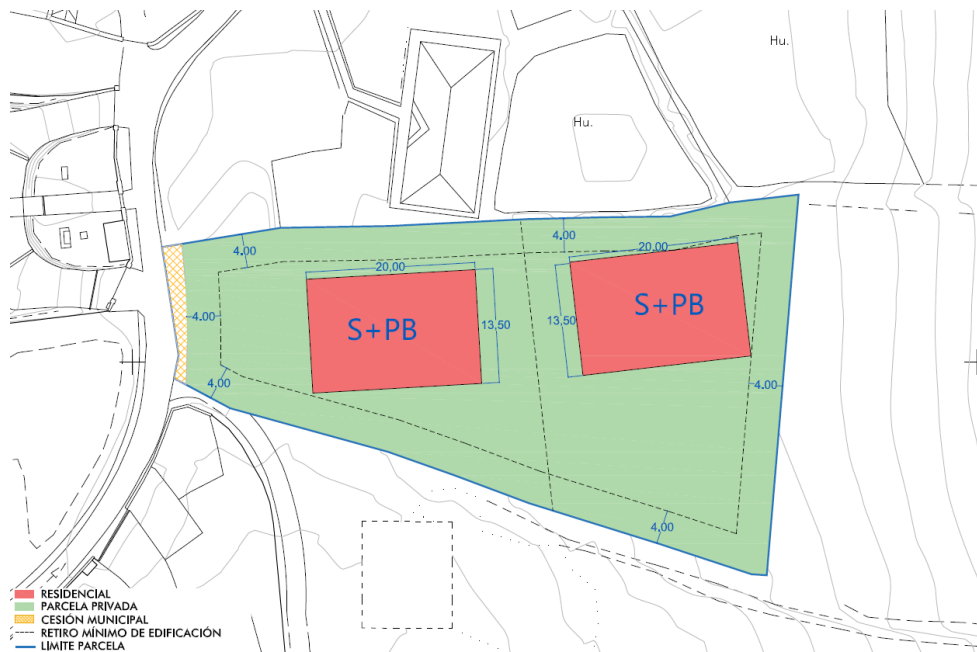 Hu.
Hu.
4.00
4.00
20,00
20,00
4.00
S+PB
13,50
13,50
S+PB
4.00
4.00
4.00
RESIDENCIAL
PARCELA PRIVADA
CESIÓN MUNICIPAL
RETIRO MÍNIMO DE EDIFICACIÓN
LIMITE PARCELA